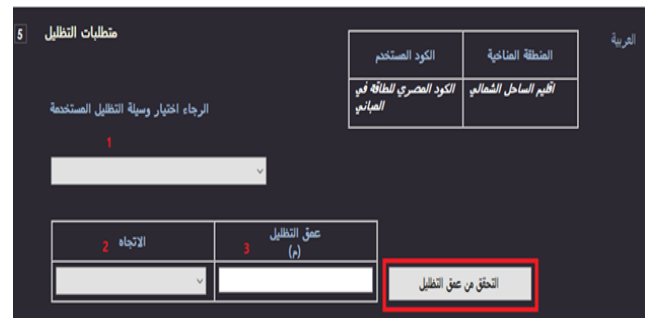 العربية
متطلبات التظليل 5
المنطقة المناخية الكود المستخدم
اقليم الساحل الشمالي الكود المصري للطاقة في
المباني
الرجاء اختيار وسيلة التظليل المستخدمة
1
الاتجاه 2
عمق التظليل
(م) 3
التحقق من عمق التظليل